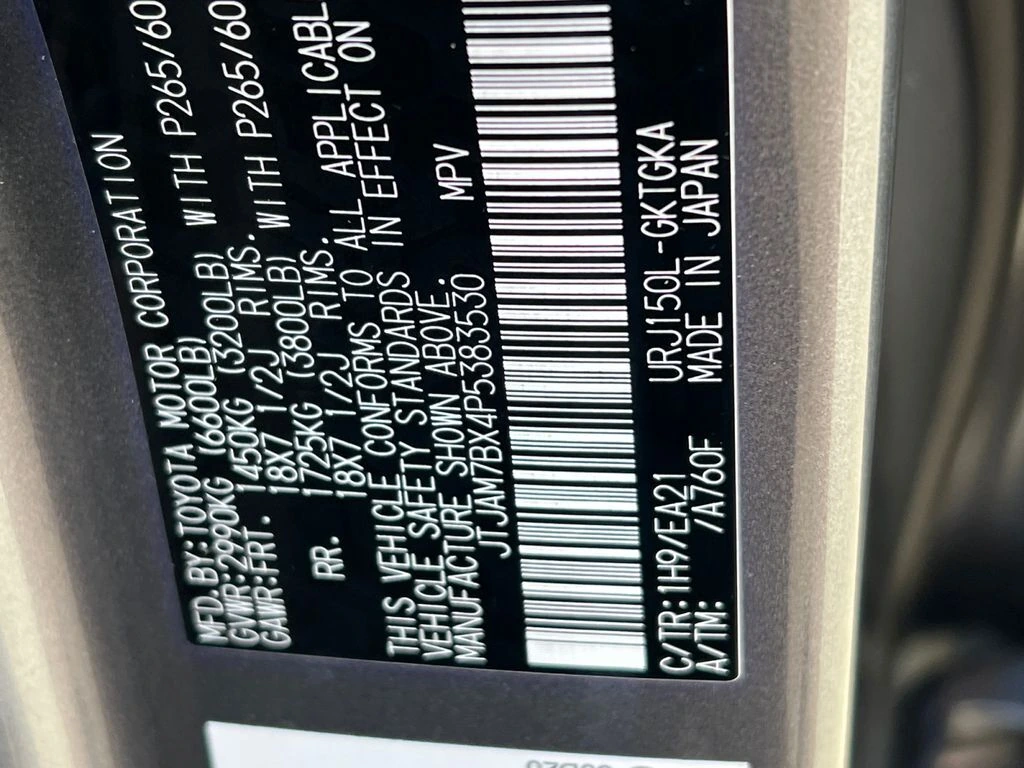 MFD.BY:TOYOTA MOTOR CORPORATION
GVWR:2990KG (6600LB)
GAWR:FRT. 1450KG (3200LB) WITH P265/60
18X7 1/2J RIMS.
RR. 1725KG (3800LB) WITH P265/60
18X7 1/2J RIMS.
THIS VEHICLE CONFORMS TO ALL APPLICABL
VEHICLE SAFETY STANDARDS IN EFFECT ON
MANUFACTURE SHOWN ABOVE.
JTJAM7BX4P5383530 MPV
C/TR:1H9/EA21 URJ150L-GKTGKA
A/TM: /A760F MADE IN JAPAN